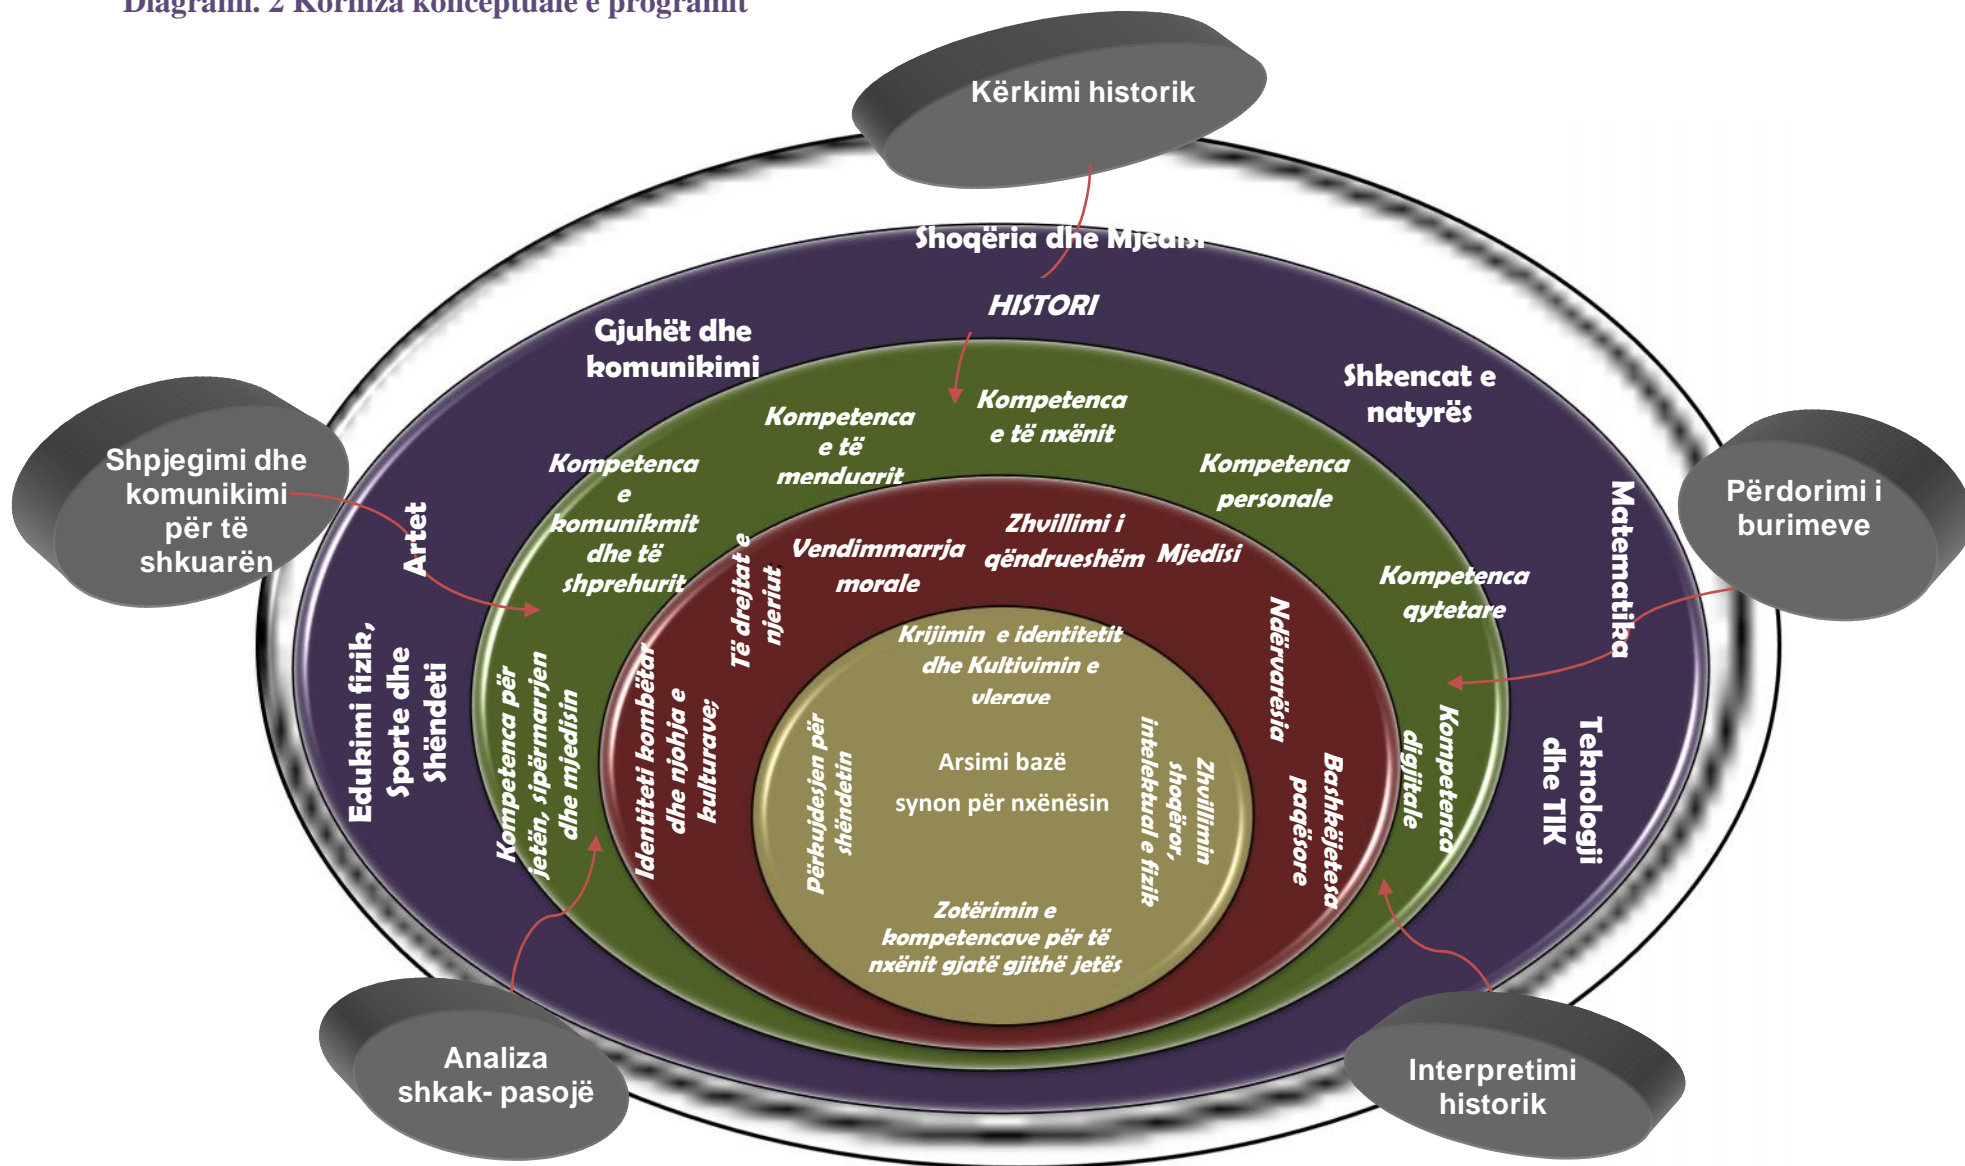 Diagrami. 2 Korniza konceptuale e programit
Kërkimi historik
Shoqëria dhe Mjedisi
HISTORI
Gjuhët dhe
komunikimi
Shkencat e
natyrës
Shpjegimi dhe
komunikimi
për të
shkuarën
Përdorimi i
burimeve
Artet
Matematika
Edukimi fizik,
Sporte dhe
Shëndeti
Teknologji
dhe TIK
Kompetenca
e
komunikmit
dhe të
shprehurit
Kompetenca
e të
menduarit
Kompetenca
e të nxënit
Kompetenca
personale
Kompetenca
qytetare
Kompetenca
digjitale
Kompetenca për
jetën, sipërmarrjen
dhe mjedisin
Identiteti kombëtar
dhe njohja e
kulturave;
Të drejtat e
njeriut;
Vendimmarrja
morale
Zhvillimi i
qëndrueshëm
Mjedisi
Ndërvarësia
Bashkëjetesa
paqësore
Krijimin e identitetit
dhe Kultivimin e
vlerave
Përkujdesjen për
shëndetin
Arsimi bazë
synon për nxënësin
Zhvillimin
shoqëror,
intelektual e fizik
Zotërimin e
kompetencave për të
nxënit gjatë gjithë jetës
Analiza
shkak- pasojë
Interpretimi
historik